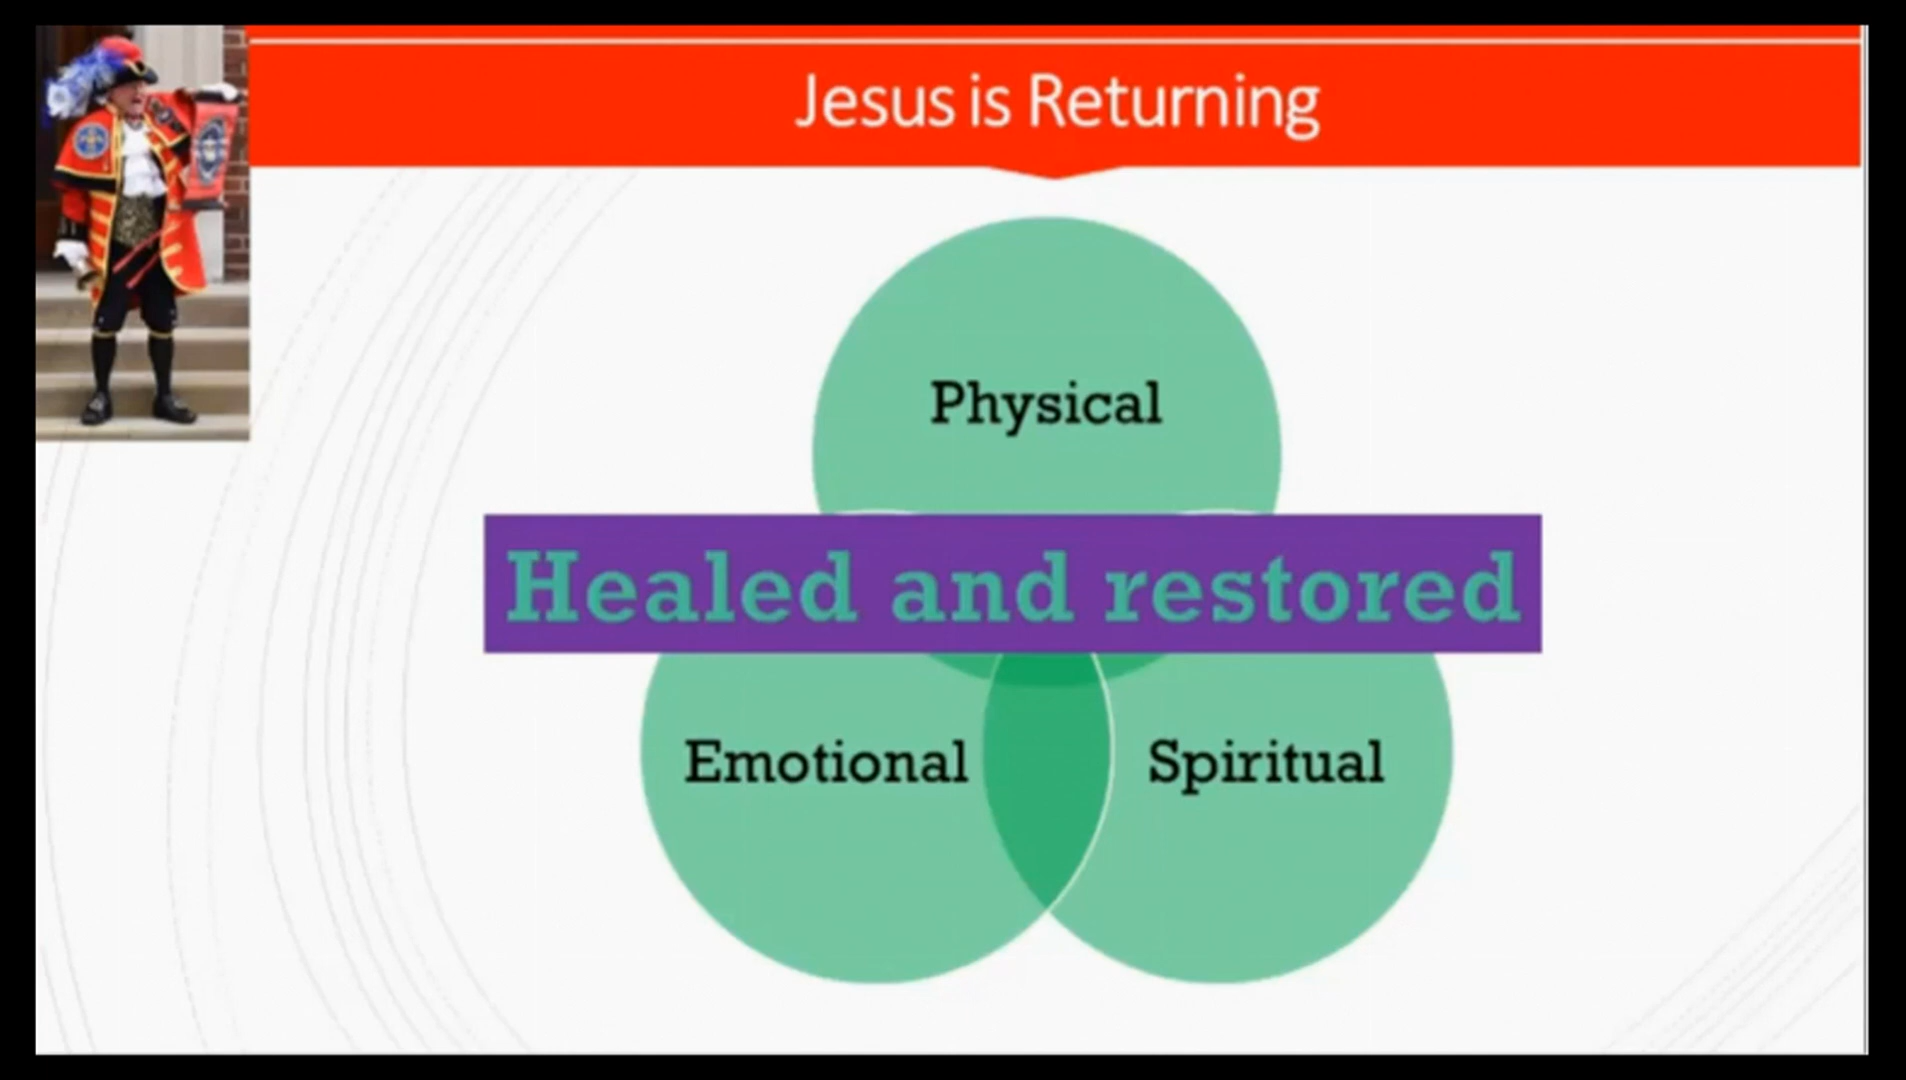 Jesus is Returning
Physical
Healed and restored
Emotional
Spiritual